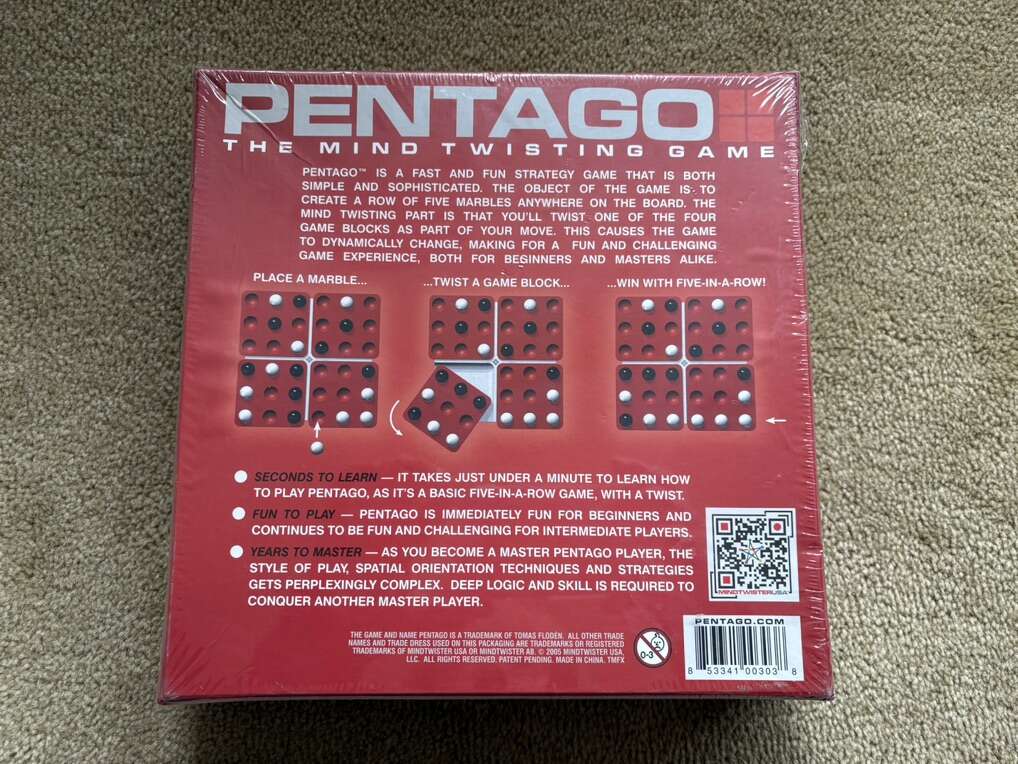 PENTAGO
THE MIND TWISTING GAME
PENTAGO™ IS A FAST AND FUN STRATEGY GAME THAT IS BOTH
SIMPLE AND SOPHISTICATED. THE OBJECT OF THE GAME IS TO
CREATE A ROW OF FIVE MARBLES ANYWHERE ON THE BOARD. THE
MIND TWISTING PART IS THAT YOU'LL TWIST ONE OF THE FOUR
GAME BLOCKS AS PART OF YOUR MOVE. THIS CAUSES THE GAME
TO DYNAMICALLY CHANGE, MAKING FOR A FUN AND CHALLENGING
GAME EXPERIENCE, BOTH FOR BEGINNERS AND MASTERS ALIKE.
PLACE A MARBLE...
...TWIST A GAME BLOCK...
...WIN WITH FIVE-IN-A-ROW!
SECONDS TO LEARN — IT TAKES JUST UNDER A MINUTE TO LEARN HOW
TO PLAY PENTAGO, AS IT'S A BASIC FIVE-IN-A-ROW GAME, WITH A TWIST.
FUN TO PLAY — PENTAGO IS IMMEDIATELY FUN FOR BEGINNERS AND
CONTINUES TO BE FUN AND CHALLENGING FOR INTERMEDIATE PLAYERS.
YEARS TO MASTER — AS YOU BECOME A MASTER PENTAGO PLAYER, THE
STYLE OF PLAY, SPATIAL ORIENTATION TECHNIQUES AND STRATEGIES
GETS PERPLEXINGLY COMPLEX. DEEP LOGIC AND SKILL IS REQUIRED TO
CONQUER ANOTHER MASTER PLAYER.
MINDTWISTERUSA
THE GAME AND NAME PENTAGO IS A TRADEMARK OF TOMAS FLODÉN. ALL OTHER TRADE
NAMES AND TRADE DRESS USED ON THIS PACKAGING ARE TRADEMARKS OR REGISTERED
TRADEMARKS OF MINDTWISTER USA OR MINDTWISTER AB. © 2005 MINDTWISTER USA,
LLC. ALL RIGHTS RESERVED. PATENT PENDING. MADE IN CHINA. TMFX
0-3
PENTAGO.COM
8 53341 00303 8